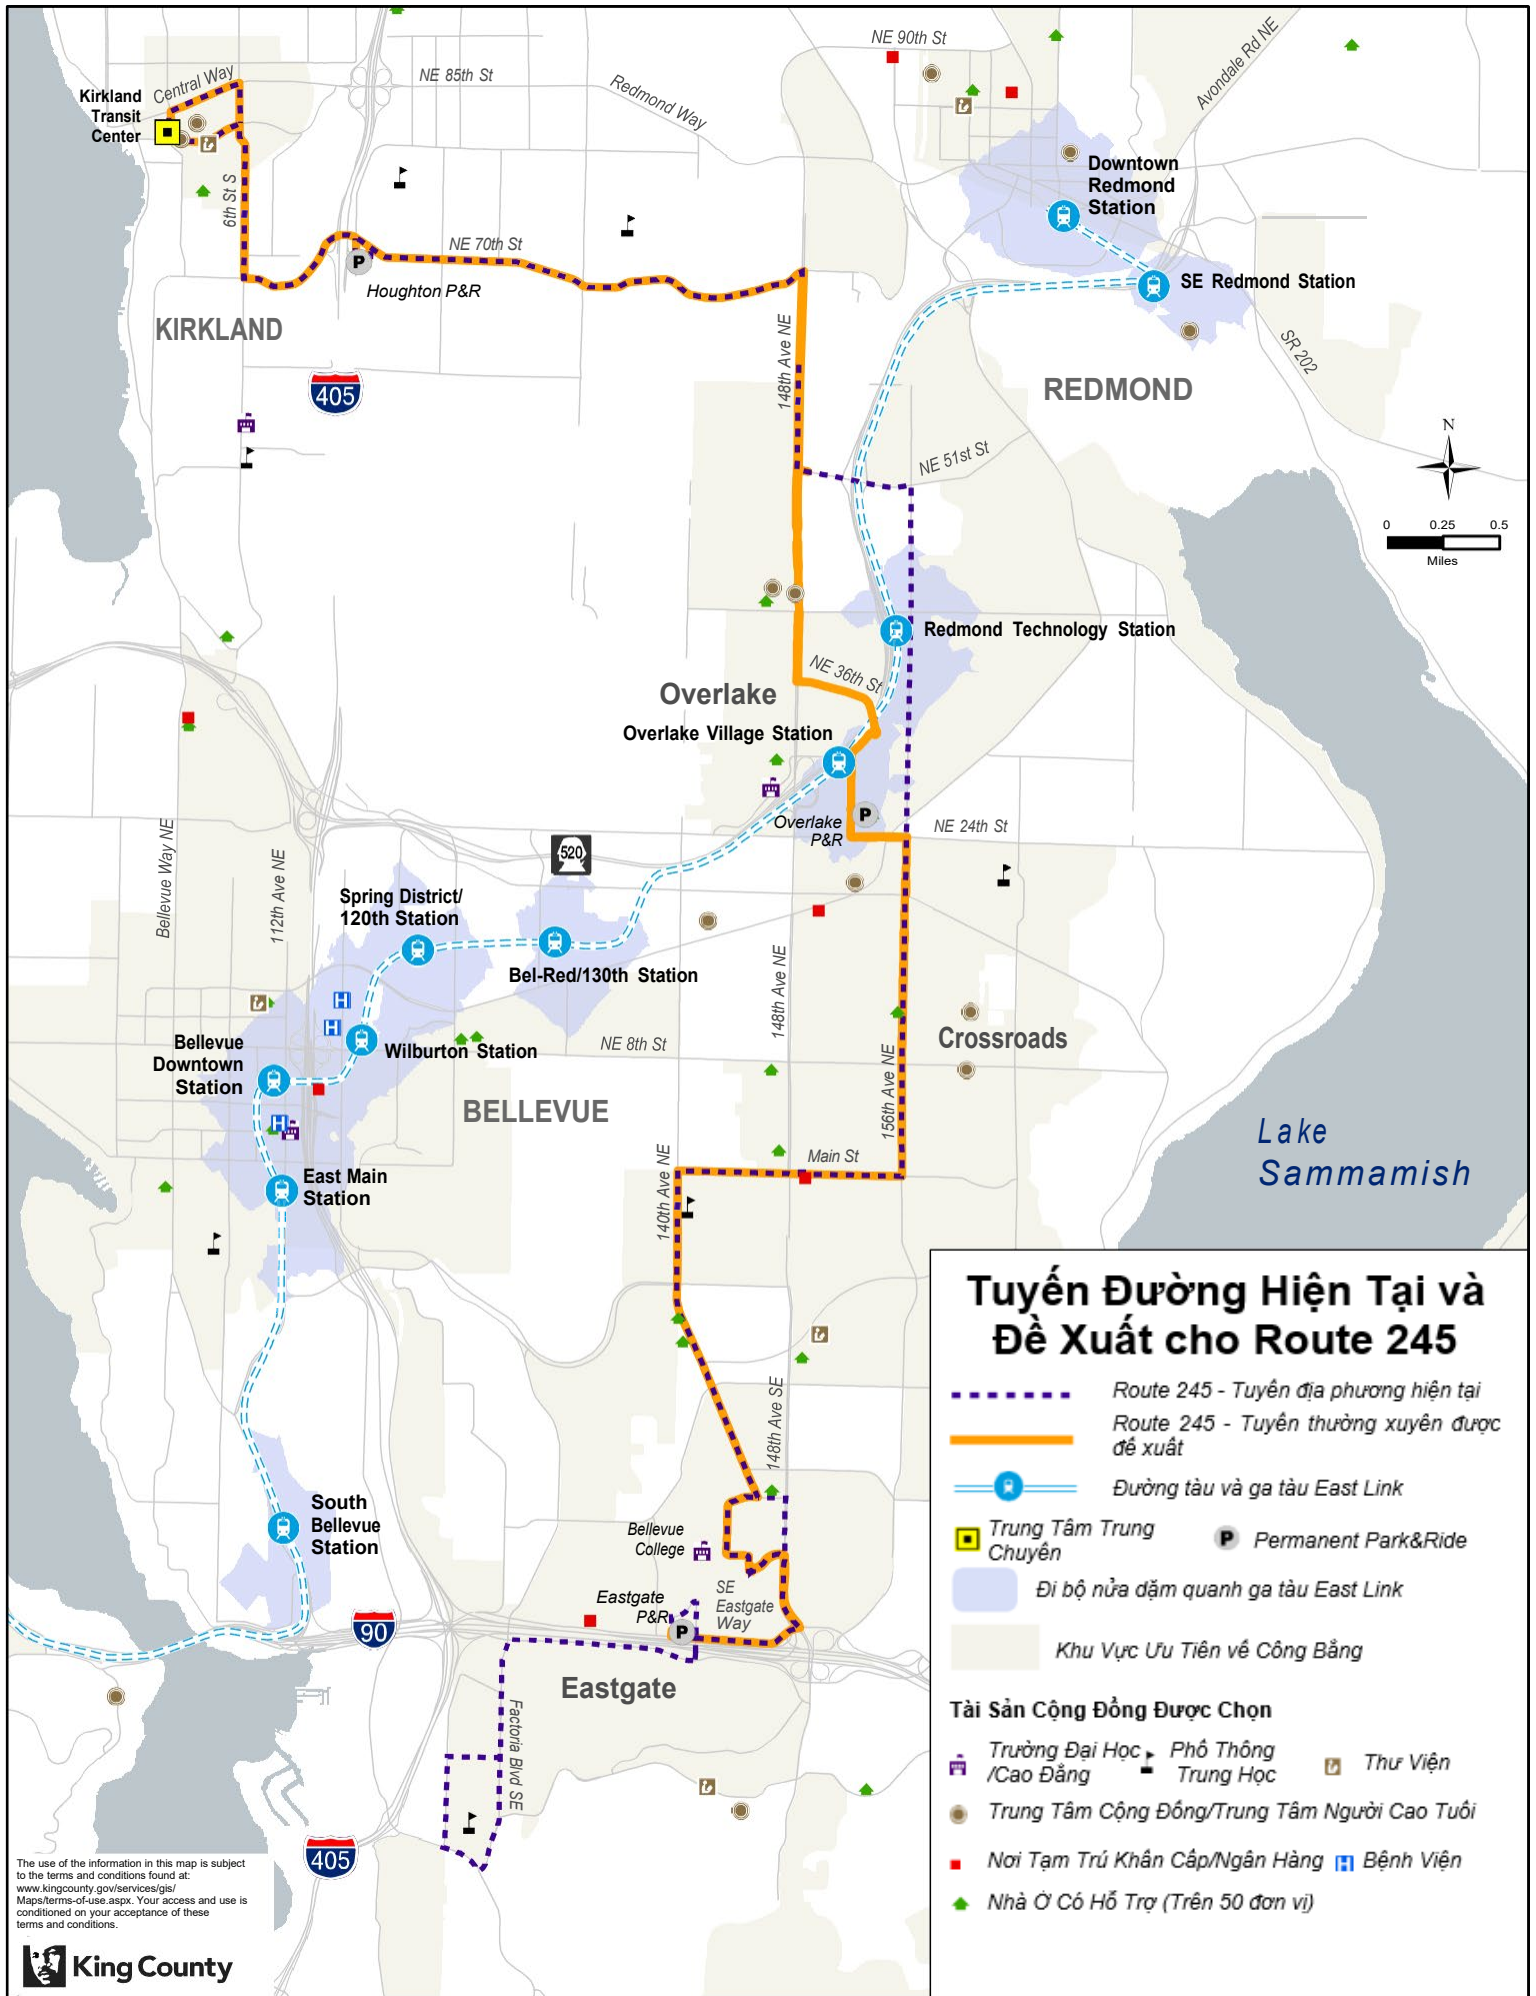 NE 90th St
Avondale Rd NE
Central Way
NE 85th St
Redmond Way
Kirkland
Transit
Center
Downtown
Redmond
Station
6th St S
NE 70th St
Houghton P&R
P
SE Redmond Station
KIRKLAND
148th Ave NE
SR 202
405
REDMOND
N
NE 51st St
0 0.25 0.5
Miles
Redmond Technology Station
NE 36th St
Overlake
Overlake Village Station
Overlake
P&R
P
NE 24th St
Bellevue Way NE
112th Ave NE
520
Spring District/
120th Station
Bel-Red/130th Station
148th Ave NE
H
H
Bellevue
Downtown
Station
Wilburton Station
NE 8th St
Crossroads
156th Ave NE
BELLEVUE
H
Main St
140th Ave NE
East Main
Station
Lake
Sammamish
148th Ave SE
South
Bellevue
Station
Bellevue
College
Eastgate
P&R
P
SE
Eastgate
Way
90
Eastgate
Factoria Blvd SE
405
Tuyến Đường Hiện Tại và
Đề Xuất cho Route 245
Route 245 - Tuyến địa phương hiện tại
Route 245 - Tuyến thường xuyên được
đề xuất
Đường tàu và ga tàu East Link
Trung Tâm Trung
Chuyển
P Permanent Park&Ride
Đi bộ nửa dặm quanh ga tàu East Link
Khu Vực Ưu Tiên về Công Bằng
Tài Sản Cộng Đồng Được Chọn
Trường Đại Học
/Cao Đẳng
Phổ Thông
Trung Học
Thư Viện
Trung Tâm Cộng Đồng/Trung Tâm Người Cao Tuổi
Nơi Tạm Trú Khẩn Cấp/Ngân Hàng H Bệnh Viện
Nhà Ở Có Hỗ Trợ (Trên 50 đơn vị)
The use of the information in this map is subject
to the terms and conditions found at:
www.kingcounty.gov/services/gis/
Maps/terms-of-use.aspx. Your access and use is
conditioned on your acceptance of these
terms and conditions.
King County